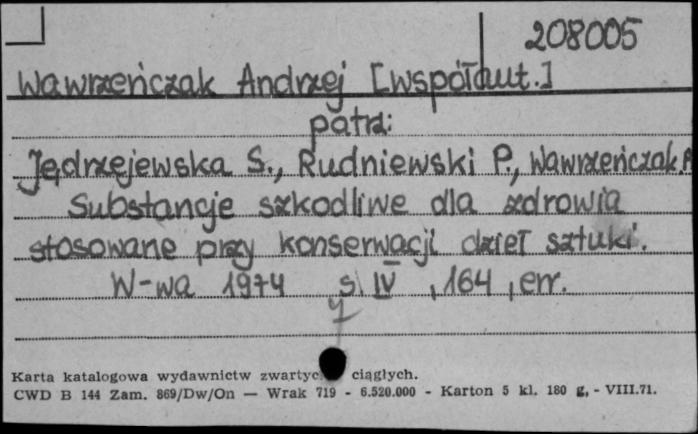 208005
Wawrzeńczak Andrzej [współaut.]
patrz:
Jędrzejewska S., Rudniewski P., Wawrzeńczak A.
Substancje szkodliwe dla zdrowia
stosowane przy konserwacji dzieł sztuki.
W-wa 1974 s. IV, 164, err.
Karta katalogowa wydawnictw zwartych ciągłych.
CWD B 144 Zam. 869/Dw/On — Wrak 719 - 6.520.000 - Karton 5 kl. 180 g, - VIII.71.